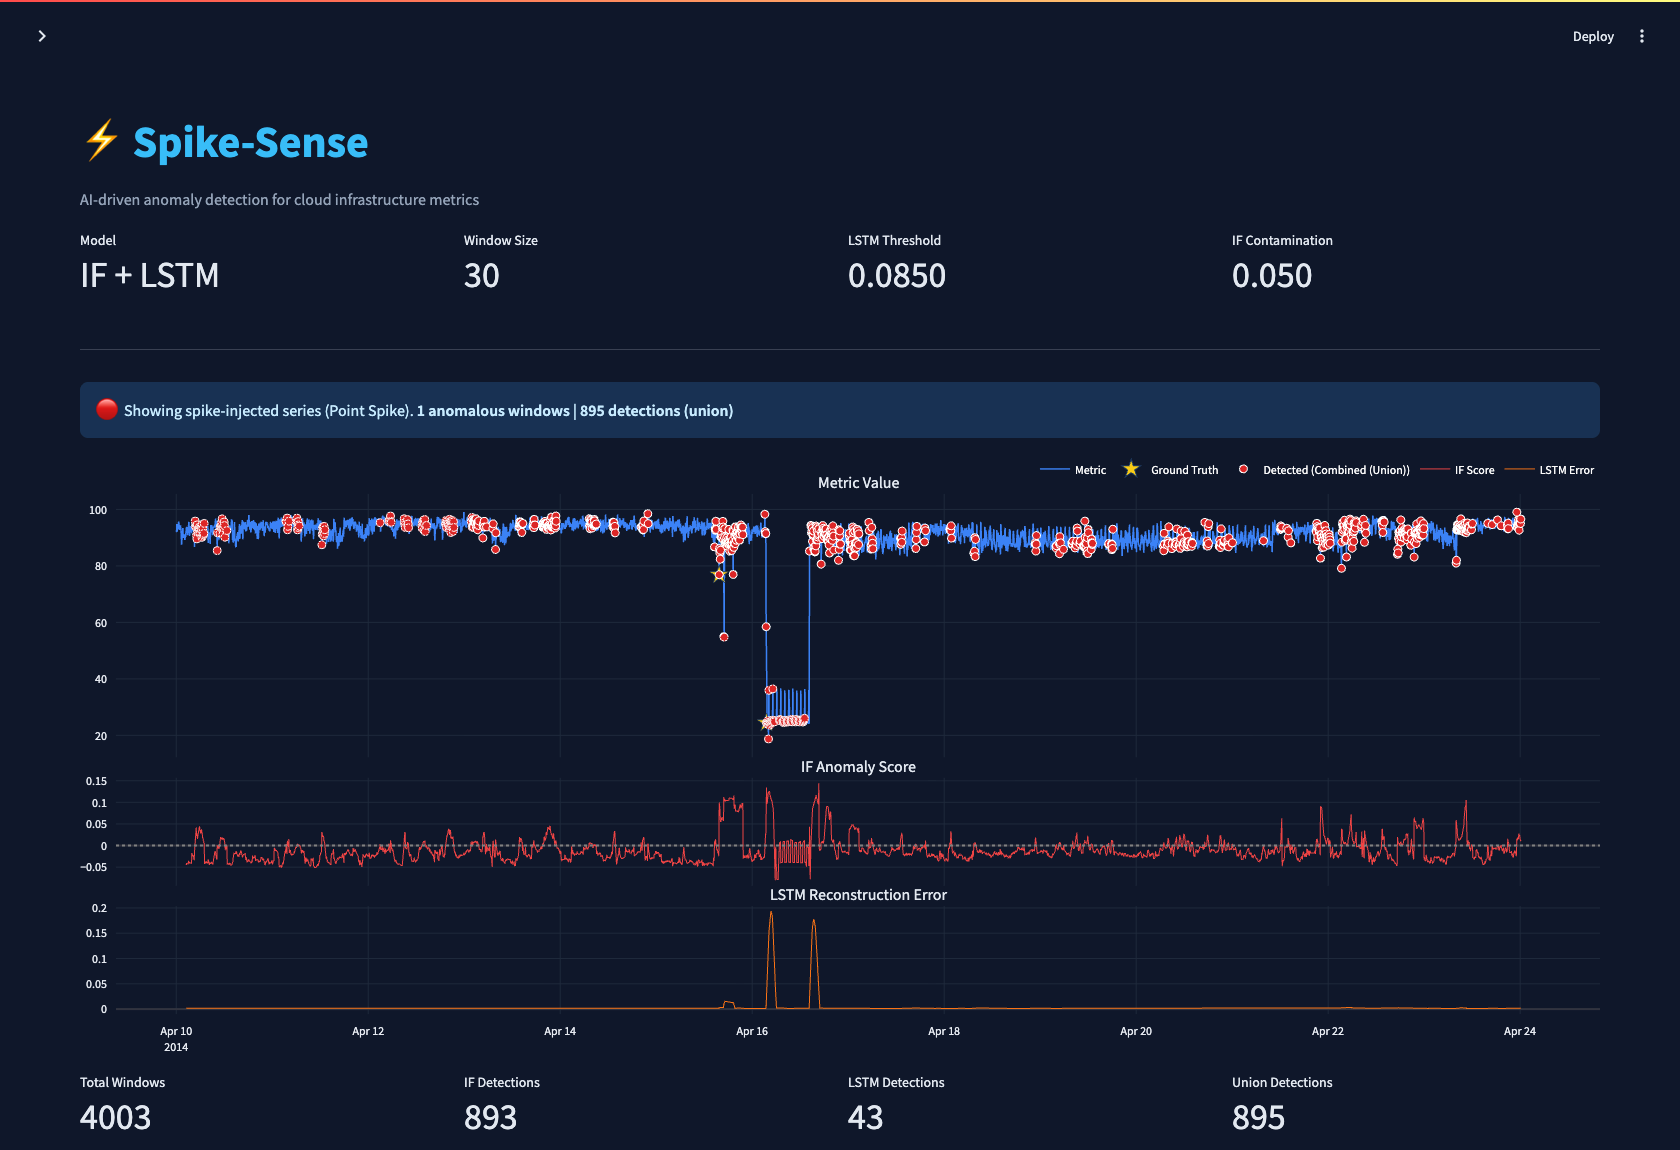 Deploy
⚡ Spike-Sense
AI-driven anomaly detection for cloud infrastructure metrics
Model
IF + LSTM
Window Size
30
LSTM Threshold
0.0850
IF Contamination
0.050
🔴 Showing spike-injected series (Point Spike). 1 anomalous windows | 895 detections (union)
Metric
Ground Truth
Detected (Combined (Union))
IF Score
LSTM Error
Metric Value
100
80
60
40
20
IF Anomaly Score
0.15
0.1
0.05
0
−0.05
LSTM Reconstruction Error
0.2
0.15
0.1
0.05
0
Apr 10
2014
Apr 12
Apr 14
Apr 16
Apr 18
Apr 20
Apr 22
Apr 24
Total Windows
4003
IF Detections
893
LSTM Detections
43
Union Detections
895